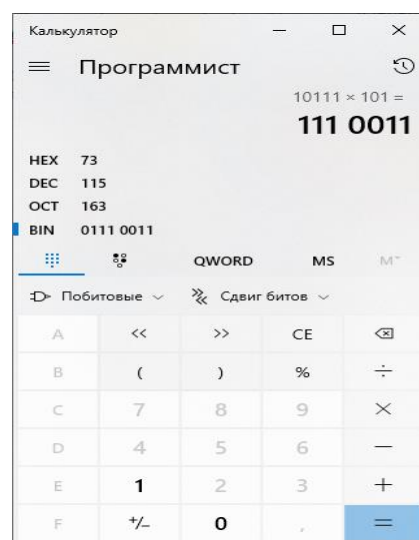 Калькулятор
Программист
10111 × 101 =
111 0011
HEX 73
DEC 115
OCT 163
BIN 0111 0011
QWORD MS M˅
Побитовые Сдвиг битов
A << >> CE
B ( ) % ÷
C 7 8 9 ×
D 4 5 6 −
E 1 2 3 +
F +/− 0 , =